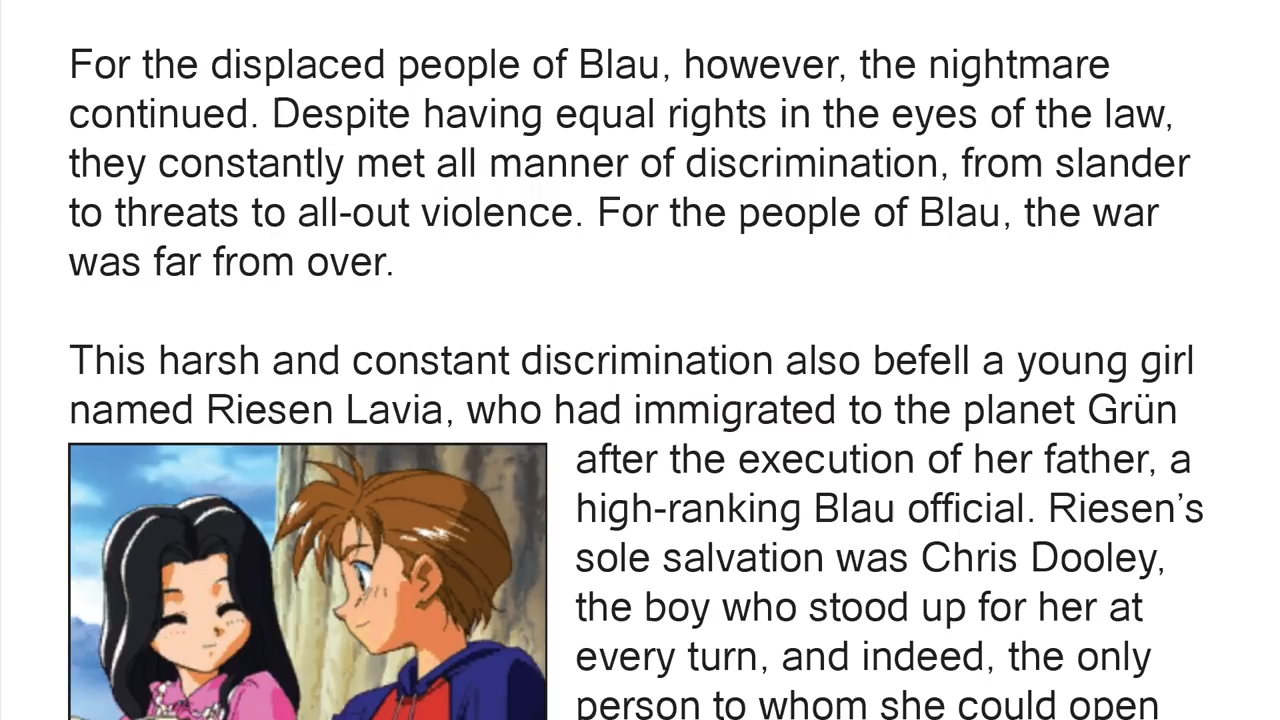 For the displaced people of Blau, however, the nightmare
continued. Despite having equal rights in the eyes of the law,
they constantly met all manner of discrimination, from slander
to threats to all-out violence. For the people of Blau, the war
was far from over.
This harsh and constant discrimination also befell a young girl
named Riesen Lavia, who had immigrated to the planet Grün
after the execution of her father, a
high-ranking Blau official. Riesen’s
sole salvation was Chris Dooley,
the boy who stood up for her at
every turn, and indeed, the only
person to whom she could open